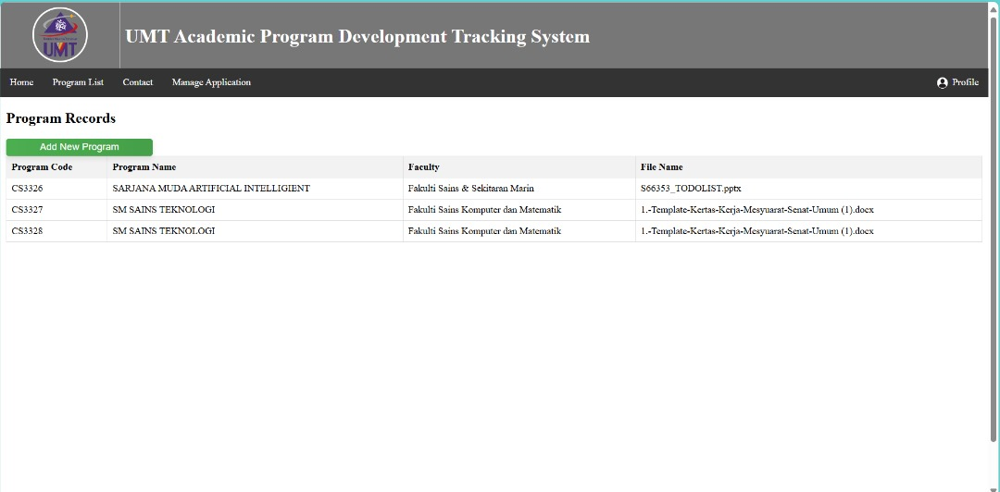 UMT
UMT Academic Program Development Tracking System
Home Program List Contact Manage Application Profile
Program Records
Add New Program
Program Code Program Name Faculty File Name
CS3326 SARJANA MUDA ARTIFICIAL INTELLIGIENT Fakulti Sains & Sekitaran Marin S66353_TODOLIST.pptx
CS3327 SM SAINS TEKNOLOGI Fakulti Sains Komputer dan Matematik 1.-Template-Kertas-Kerja-Mesyuarat-Senat-Umum (1).docx
CS3328 SM SAINS TEKNOLOGI Fakulti Sains Komputer dan Matematik 1.-Template-Kertas-Kerja-Mesyuarat-Senat-Umum (1).docx